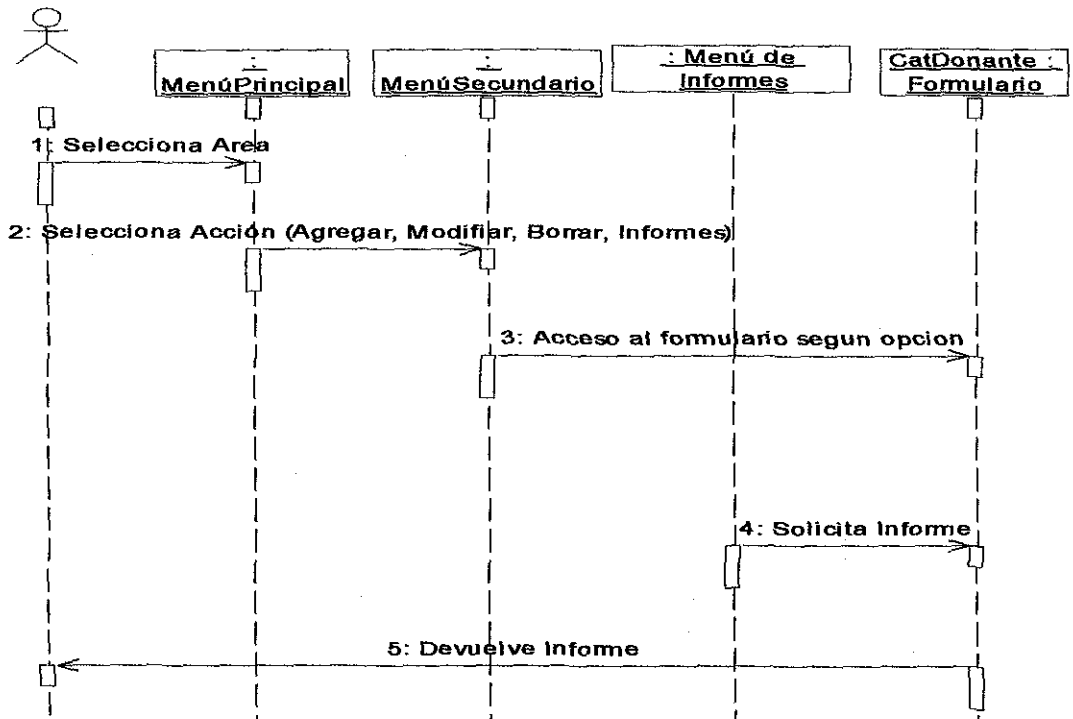 :
MenúPrincipal
:
MenúSecundario
: Menú de
Informes
CatDonante :
Formulario
1: Selecciona Area
2: Selecciona Acción (Agregar, Modifiar, Borrar, Informes)
3: Acceso al formulario segun opcion
4: Solicita Informe
5: Devuelve Informe